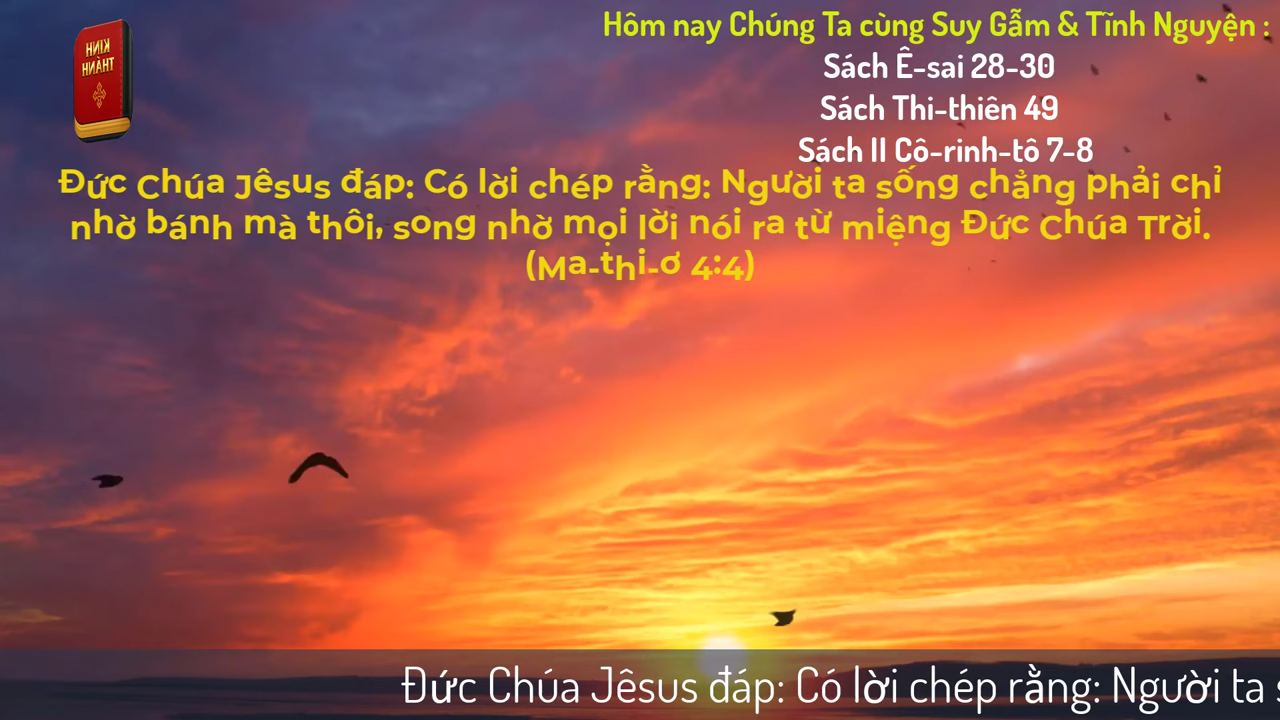 KINH
THÁNH
Hôm nay Chúng Ta cùng Suy Gẫm & Tĩnh Nguyện :
Sách Ê-sai 28-30
Sách Thi-thiên 49
Sách II Cô-rinh-tô 7-8
Đức Chúa Jêsus đáp: Có lời chép rằng: Người ta sống chẳng phải chỉ
nhờ bánh mà thôi, song nhờ mọi lời nói ra từ miệng Đức Chúa Trời.
(Ma-thi-ơ 4:4)
Đức Chúa Jêsus đáp: Có lời chép rằng: Người ta